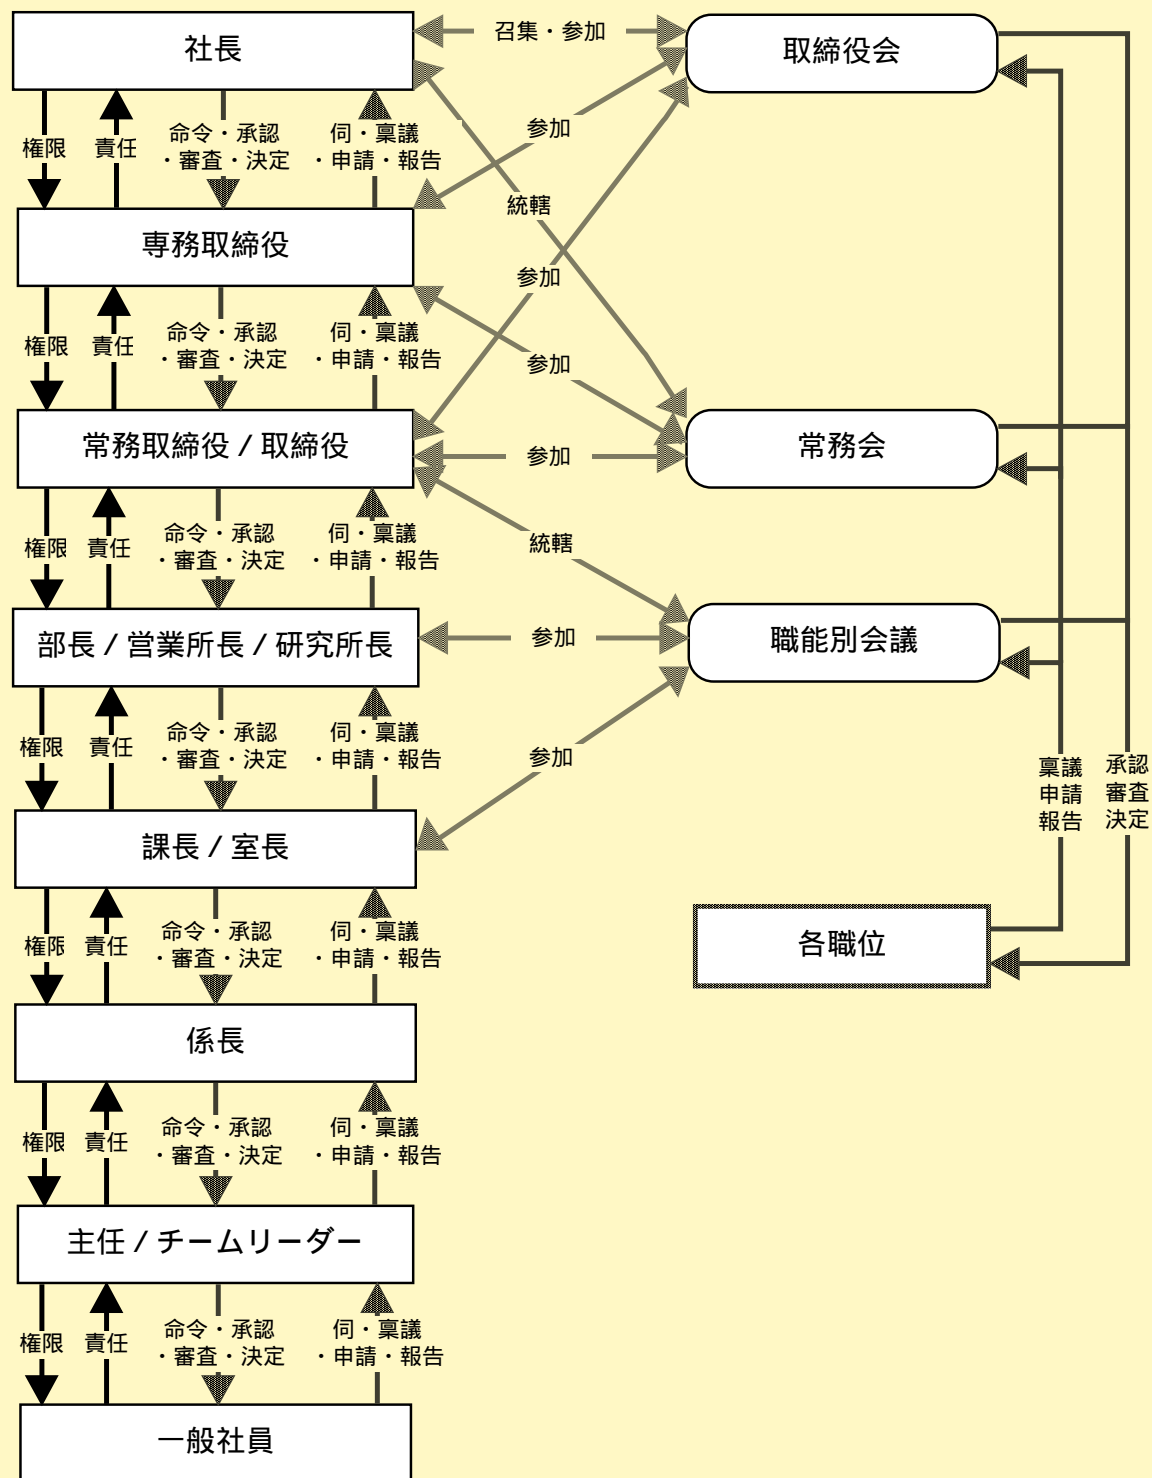 社長
召集・参加
取締役会
権限
責任
命令・承認
・審査・決定
伺・稟議
・申請・報告
参加
統轄
専務取締役
参加
権限
責任
命令・承認
・審査・決定
伺・稟議
・申請・報告
参加
常務取締役 / 取締役
参加
常務会
権限
責任
命令・承認
・審査・決定
伺・稟議
・申請・報告
統轄
部長 / 営業所長 / 研究所長
参加
職能別会議
権限
責任
命令・承認
・審査・決定
伺・稟議
・申請・報告
参加
稟議
申請
報告
承認
審査
決定
課長 / 室長
権限
責任
命令・承認
・審査・決定
伺・稟議
・申請・報告
各職位
係長
権限
責任
命令・承認
・審査・決定
伺・稟議
・申請・報告
主任 / チームリーダー
権限
責任
命令・承認
・審査・決定
伺・稟議
・申請・報告
一般社員